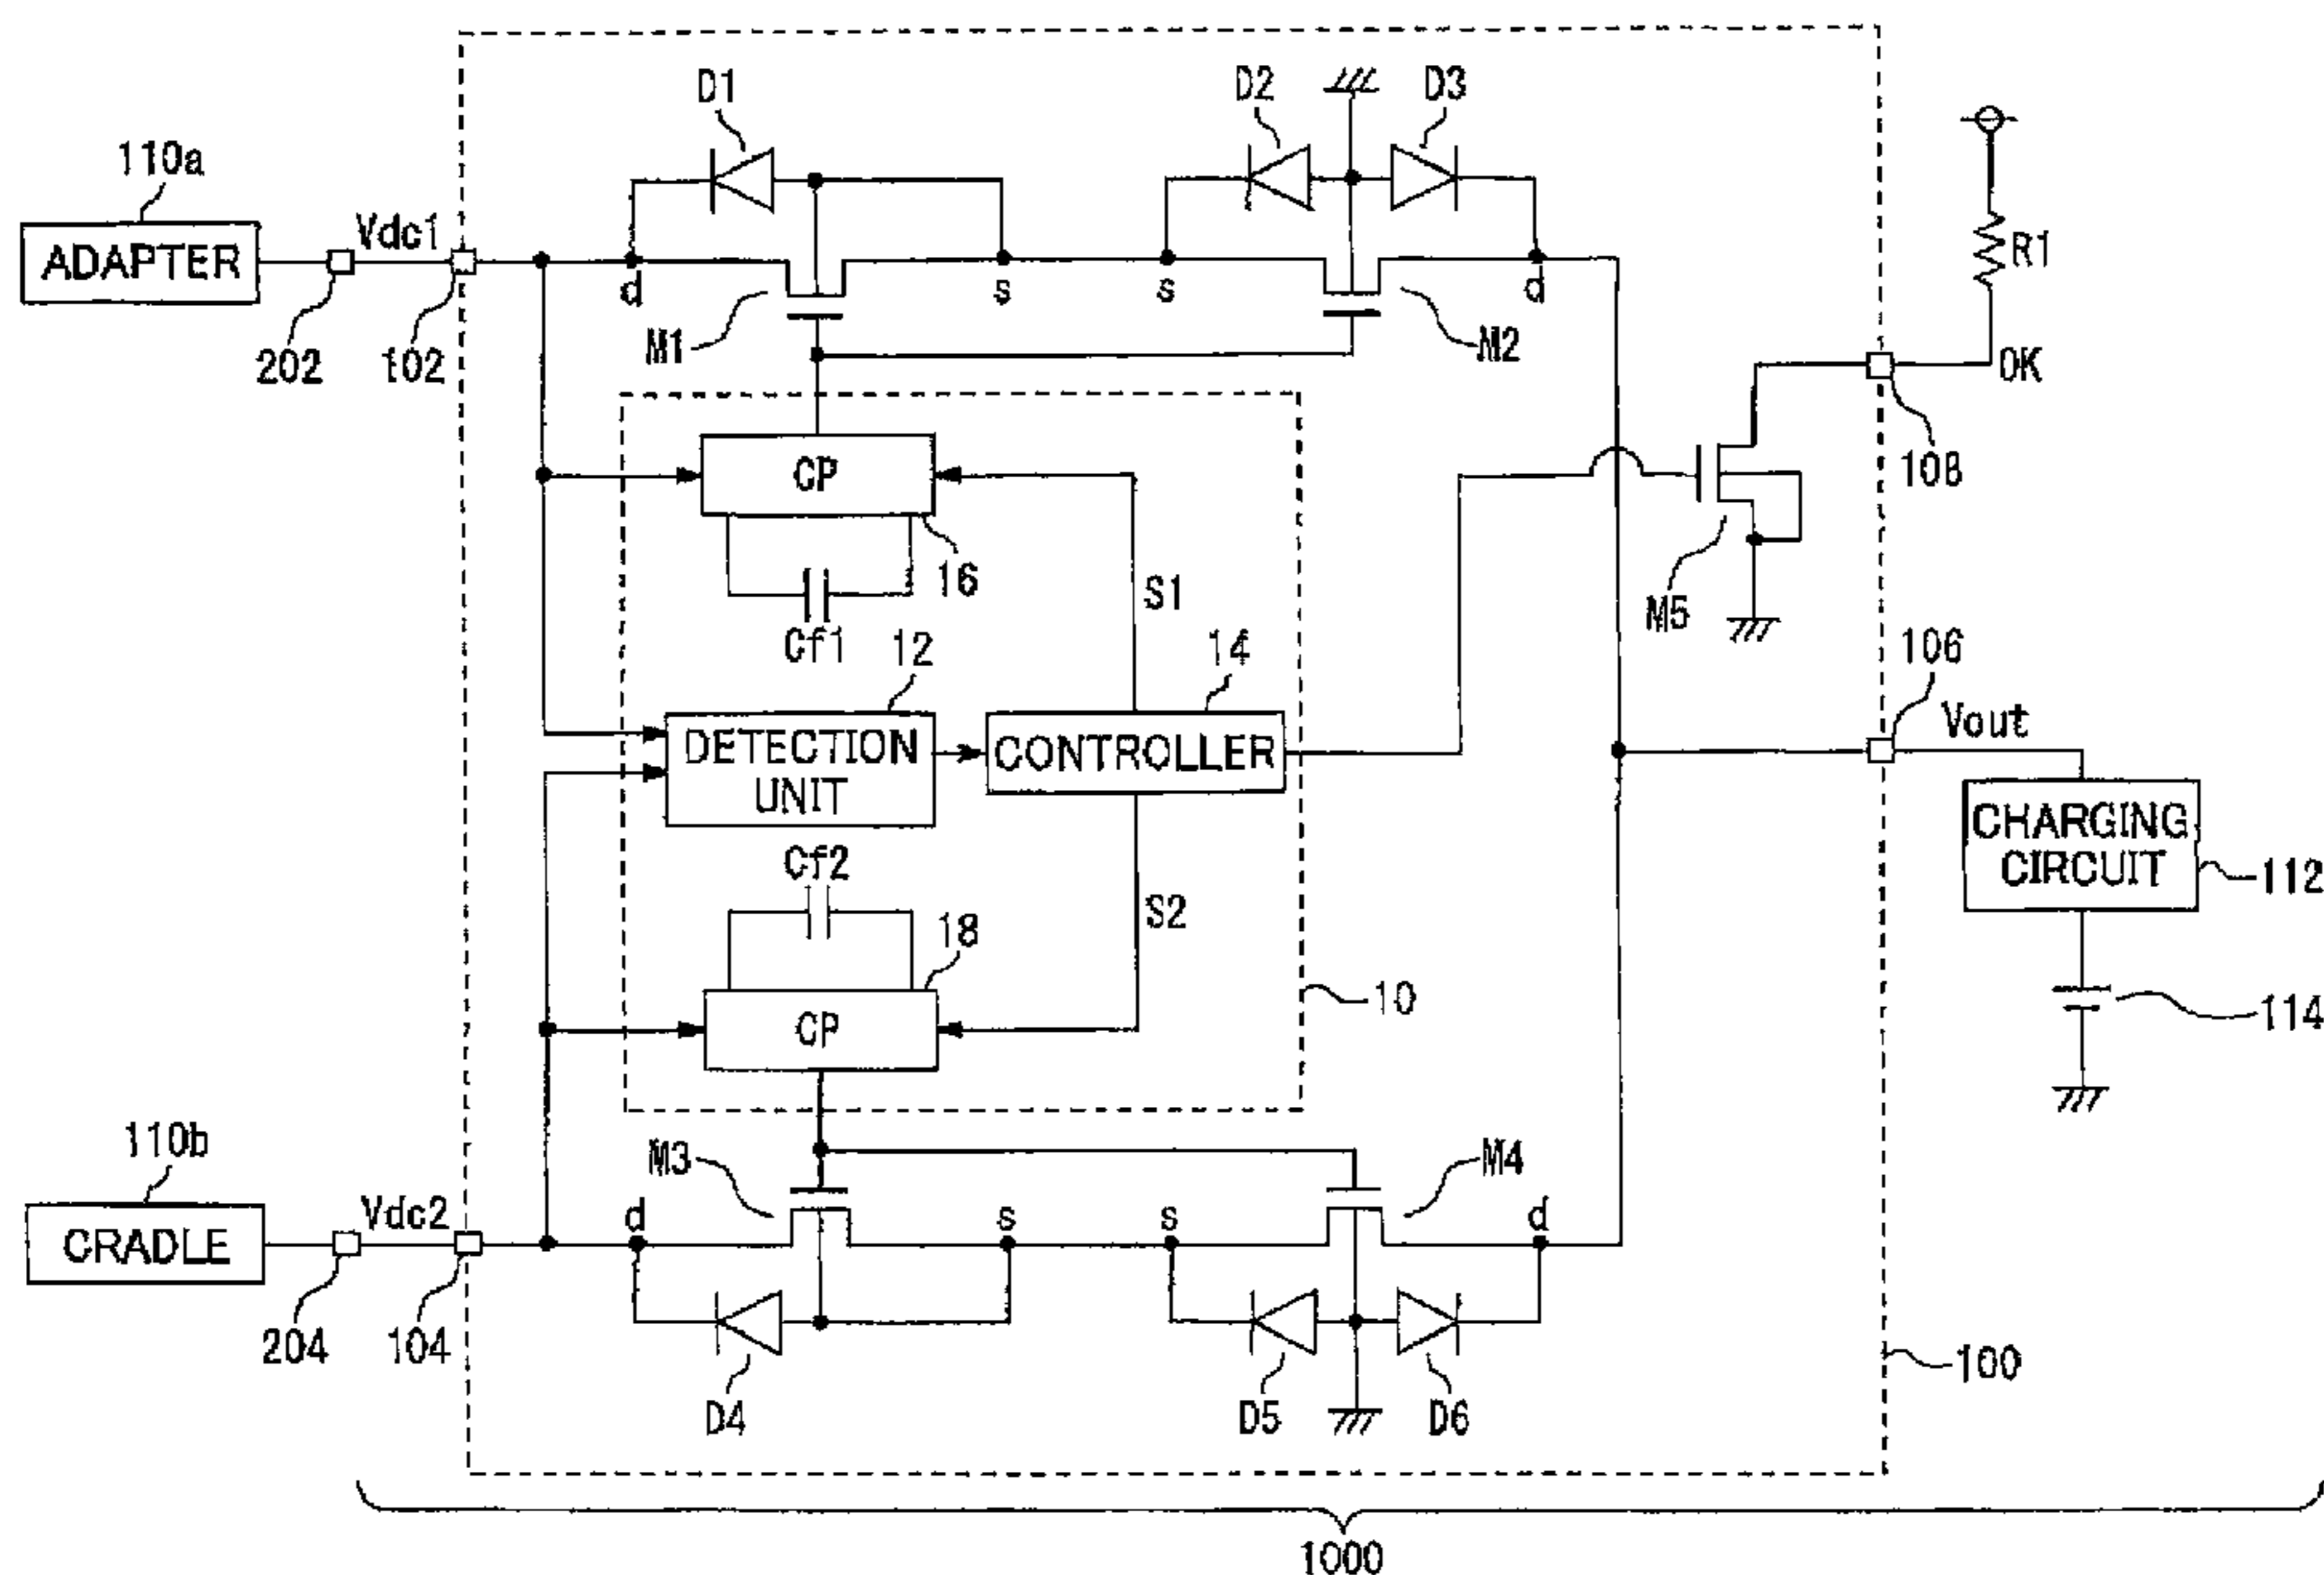 D1
D2
D3
110a
ADAPTER
Vdc1
202
102
d
s
s
d
M1
M2
R1
OK
108
CP
16
Cf1
S1
M5
12
14
DETECTION
UNIT
CONTROLLER
106
Vout
CHARGING
CIRCUIT
112
Cf2
S2
18
CP
10
114
110b
CRADLE
Vdc2
204
104
M3
M4
d
s
s
d
D4
D5
D6
100
1000